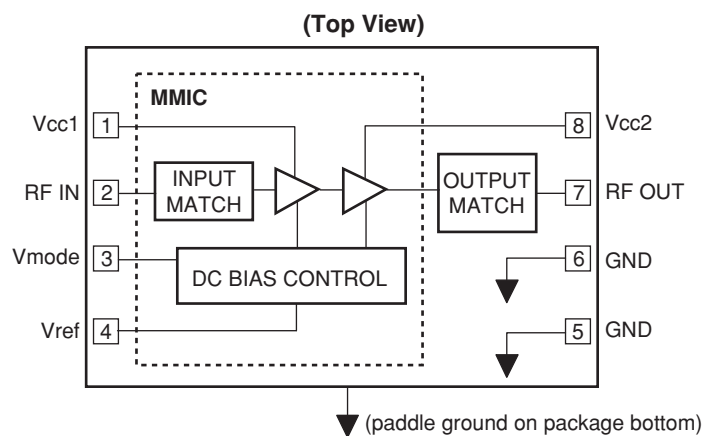 (Top View)
MMIC
Vcc1
1
8
Vcc2
RF IN
2
INPUT
MATCH
OUTPUT
MATCH
7
RF OUT
Vmode
3
DC BIAS CONTROL
6
GND
Vref
4
5
GND
(paddle ground on package bottom)